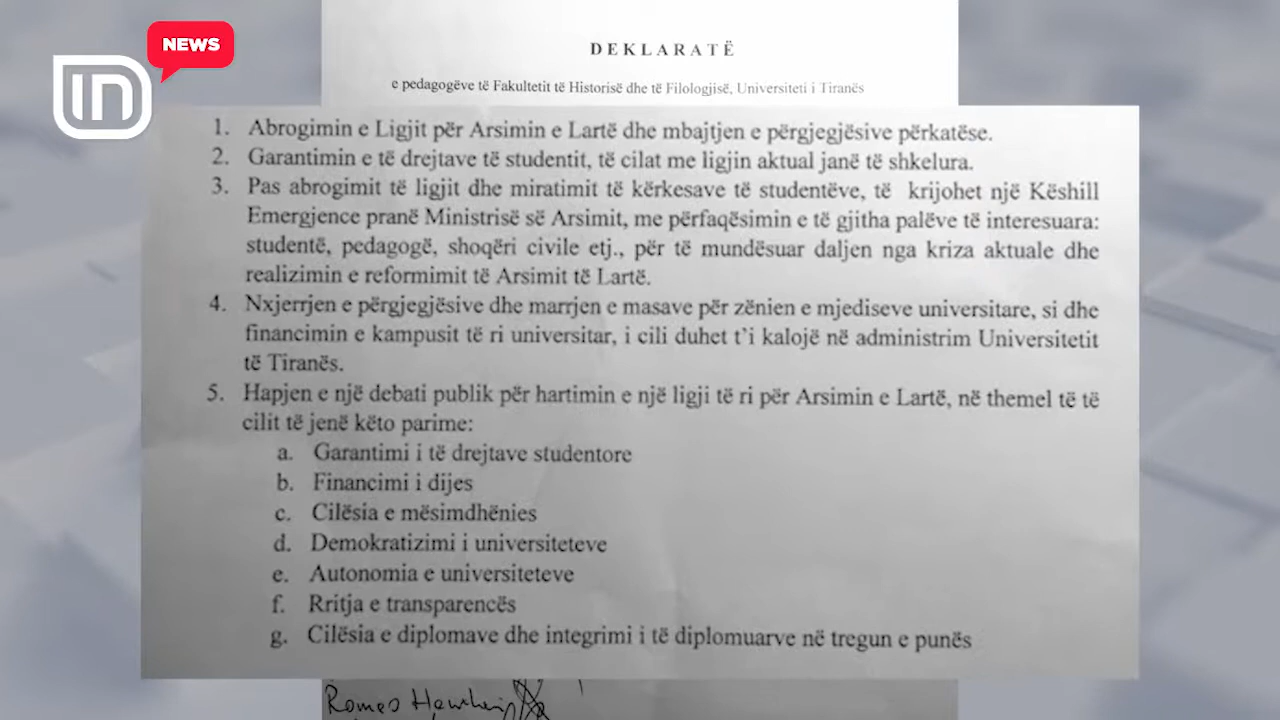 IN
NEWS
DEKLARATË
e pedagogëve të Fakultetit të Historisë dhe të Filologjisë, Universiteti i Tiranës
1. Abrogimin e Ligjit për Arsimin e Lartë dhe mbajtjen e përgjegjësive përkatëse.
2. Garantimin e të drejtave të studentit, të cilat me ligjin aktual janë të shkelura.
3. Pas abrogimit të ligjit dhe miratimit të kërkesave të studentëve, të krijohet një Këshill
Emergjence pranë Ministrisë së Arsimit, me përfaqësimin e të gjitha palëve të interesuara:
studentë, pedagogë, shoqëri civile etj., për të mundësuar daljen nga kriza aktuale dhe
realizimin e reformimit të Arsimit të Lartë.
4. Nxjerrjen e përgjegjësive dhe marrjen e masave për zënien e mjediseve universitare, si dhe
financimin e kampusit të ri universitar, i cili duhet t'i kalojë në administrim Universitetit
të Tiranës.
5. Hapjen e një debati publik për hartimin e një ligji të ri për Arsimin e Lartë, në themel të të
cilit të jenë këto parime:
a. Garantimi i të drejtave studentore
b. Financimi i dijes
c. Cilësia e mësimdhënies
d. Demokratizimi i universiteteve
e. Autonomia e universiteteve
f. Rritja e transparencës
g. Cilësia e diplomave dhe integrimi i të diplomuarve në tregun e punës
Romeo